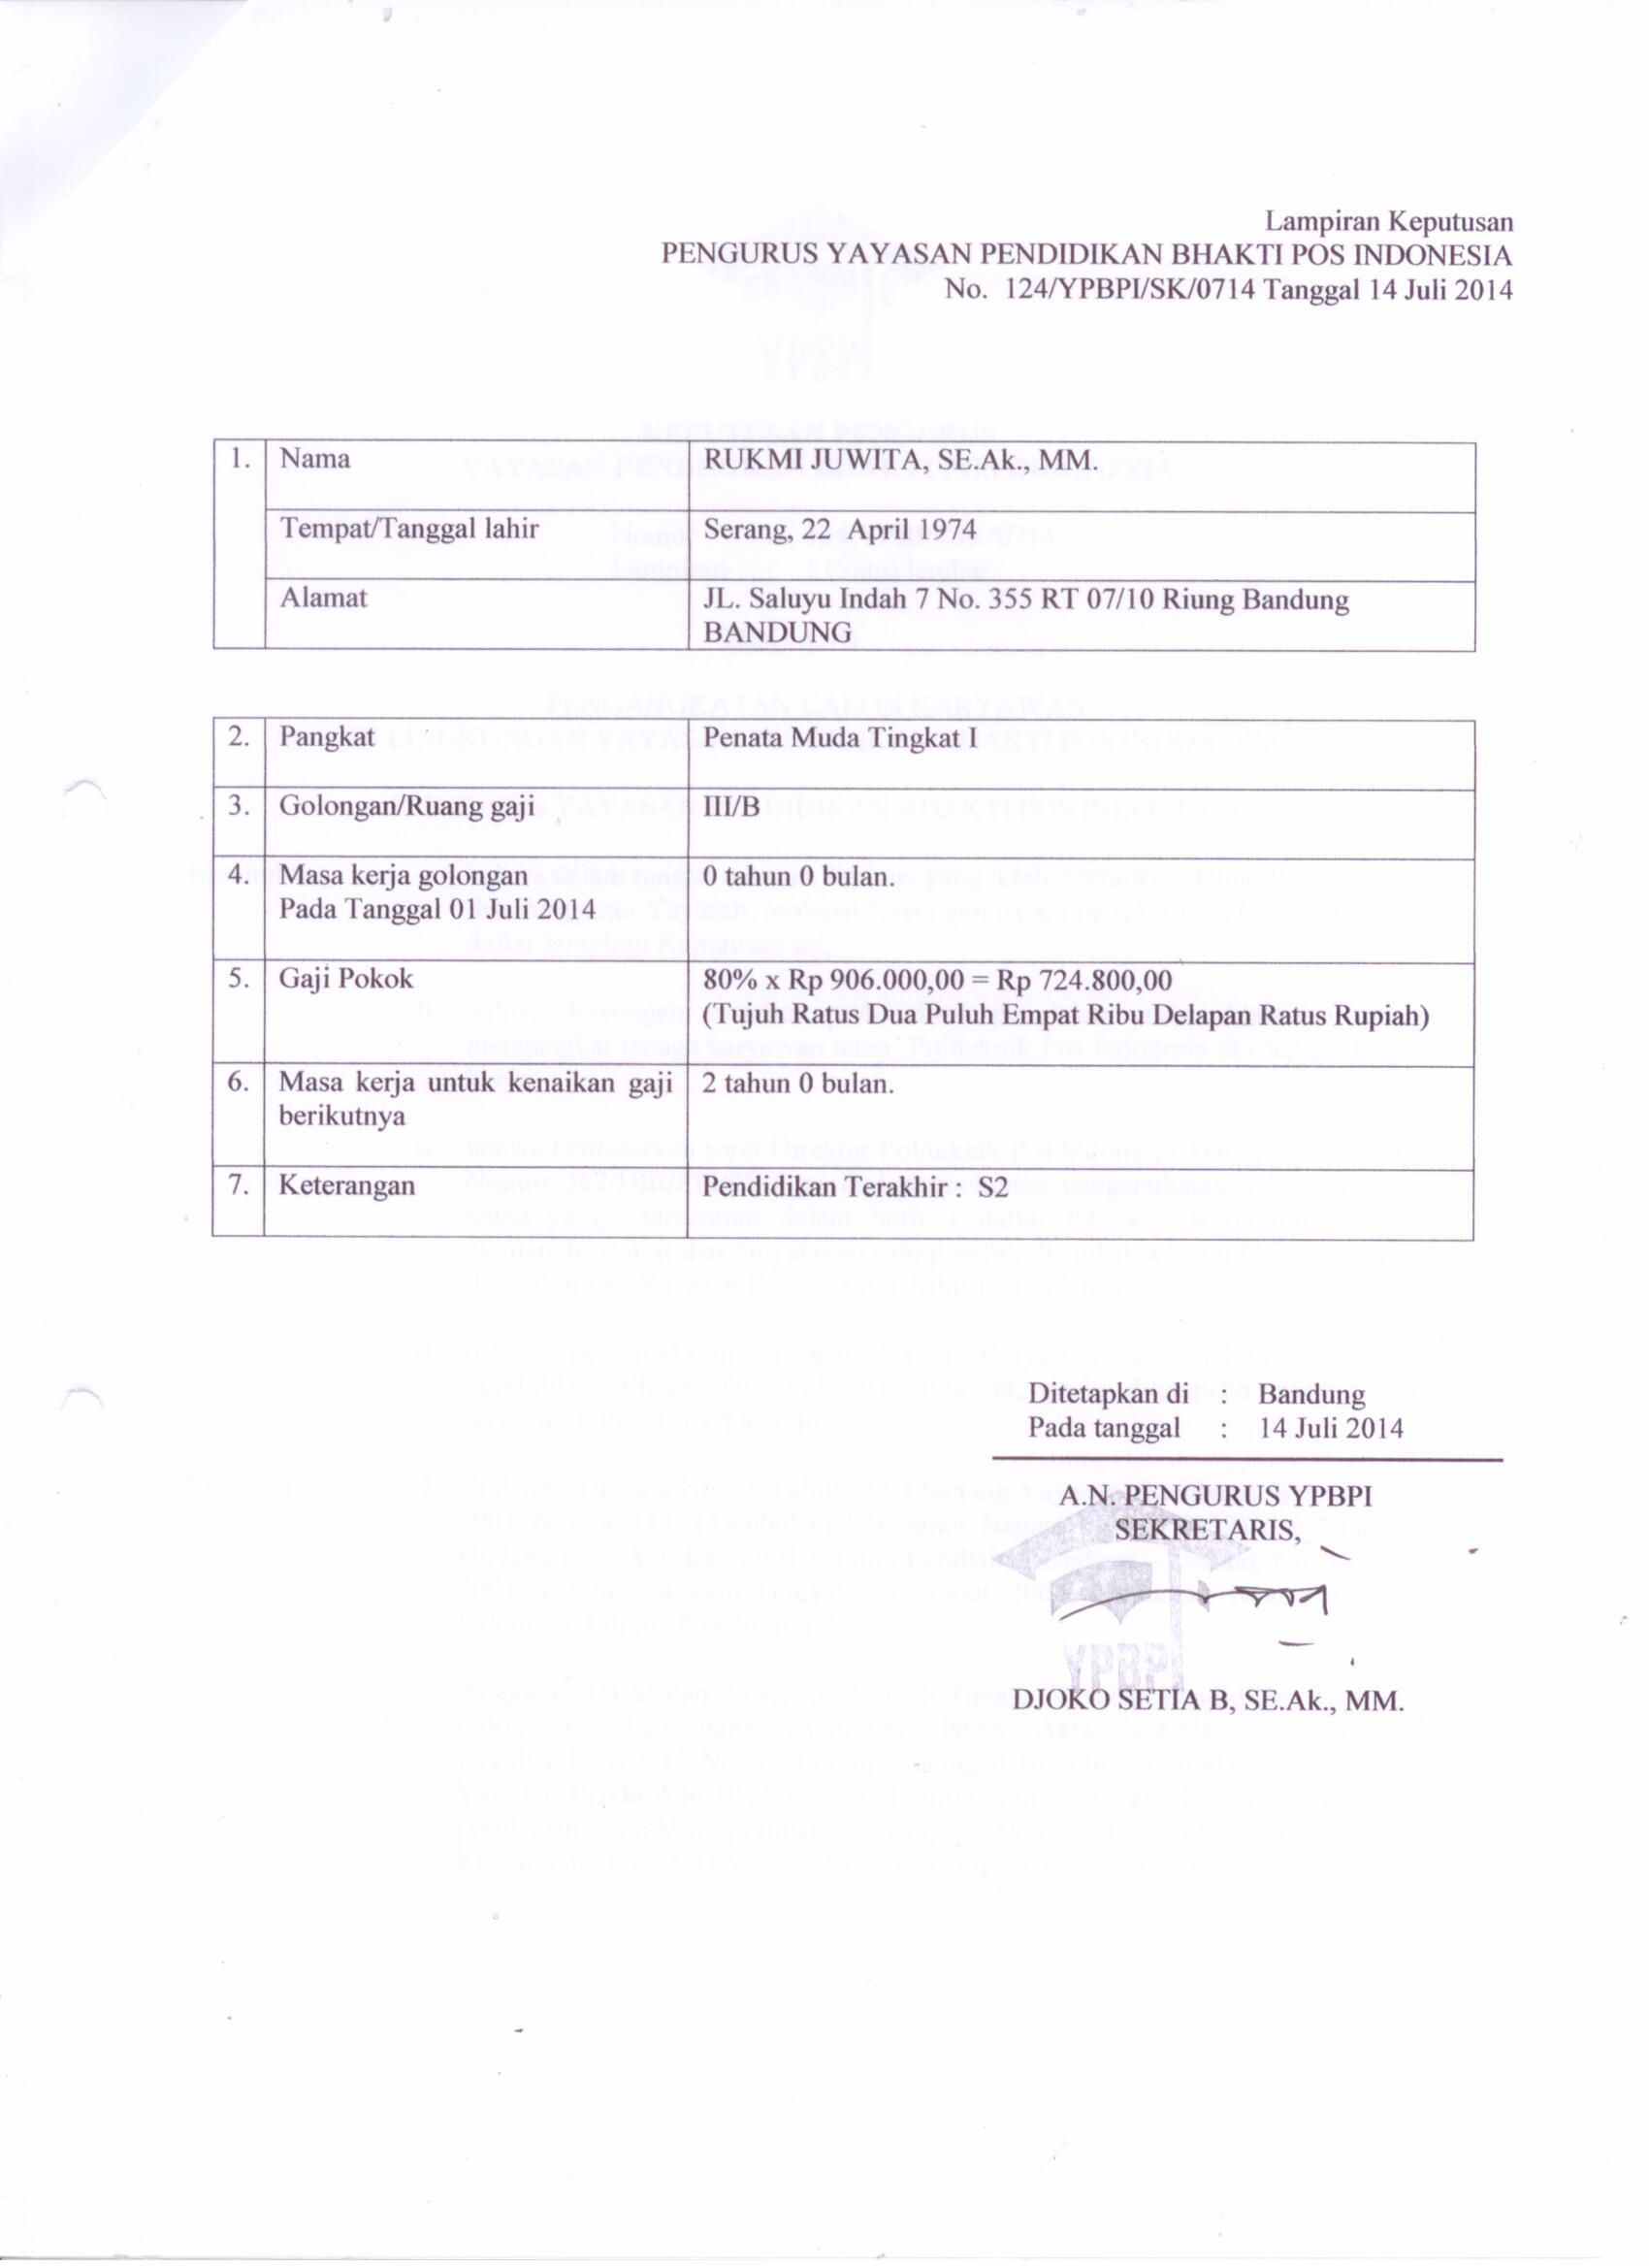 Lampiran Keputusan
PENGURUS YAYASAN PENDIDIKAN BHAKTI POS INDONESIA
No. 124/YPBPI/SK/0714 Tanggal 14 Juli 2014
1. Nama RUKMI JUWITA, SE.Ak., MM.
Tempat/Tanggal lahir Serang, 22 April 1974
Alamat JL. Saluyu Indah 7 No. 355 RT 07/10 Riung Bandung
BANDUNG
2. Pangkat Penata Muda Tingkat I
3. Golongan/Ruang gaji III/B
4. Masa kerja golongan 0 tahun 0 bulan.
Pada Tanggal 01 Juli 2014
5. Gaji Pokok 80% x Rp 906.000,00 = Rp 724.800,00
(Tujuh Ratus Dua Puluh Empat Ribu Delapan Ratus Rupiah)
6. Masa kerja untuk kenaikan gaji 2 tahun 0 bulan.
berikutnya
7. Keterangan Pendidikan Terakhir : S2
Ditetapkan di : Bandung
Pada tanggal : 14 Juli 2014
A.N. PENGURUS YPBPI
SEKRETARIS,
YPBPI
DJOKO SETIA B, SE.Ak., MM.